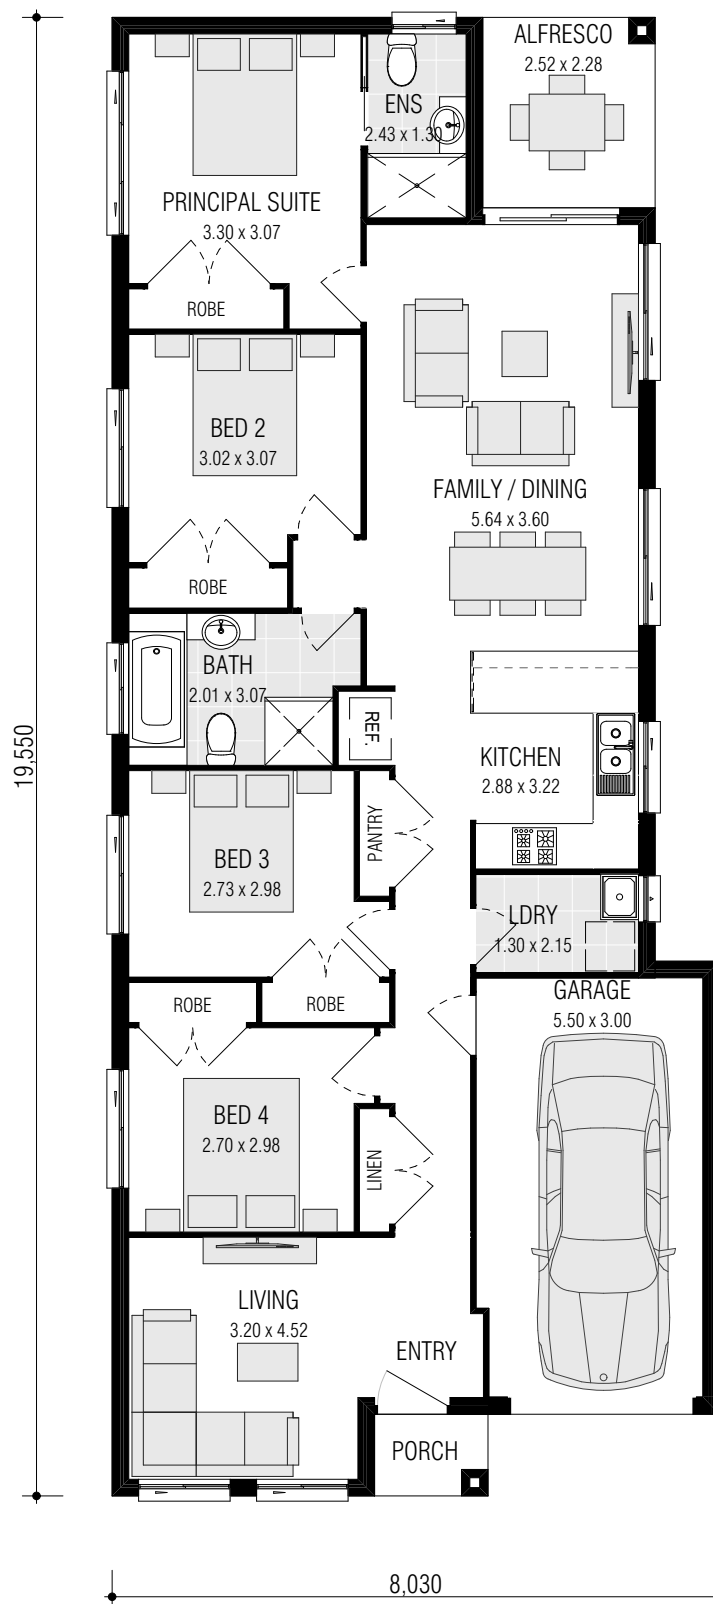 ALFRESCO
2.52 x 2.28
ENS
2.43 x 1.30
PRINCIPAL SUITE
3.30 x 3.07
ROBE
BED 2
3.02 x 3.07
FAMILY / DINING
5.64 x 3.60
ROBE
BATH
2.01 x 3.07
REF.
19,550
KITCHEN
2.88 x 3.22
PANTRY
BED 3
2.73 x 2.98
LDRY
1.30 x 2.15
ROBE
ROBE
GARAGE
5.50 x 3.00
BED 4
2.70 x 2.98
LINEN
LIVING
3.20 x 4.52
ENTRY
PORCH
8,030